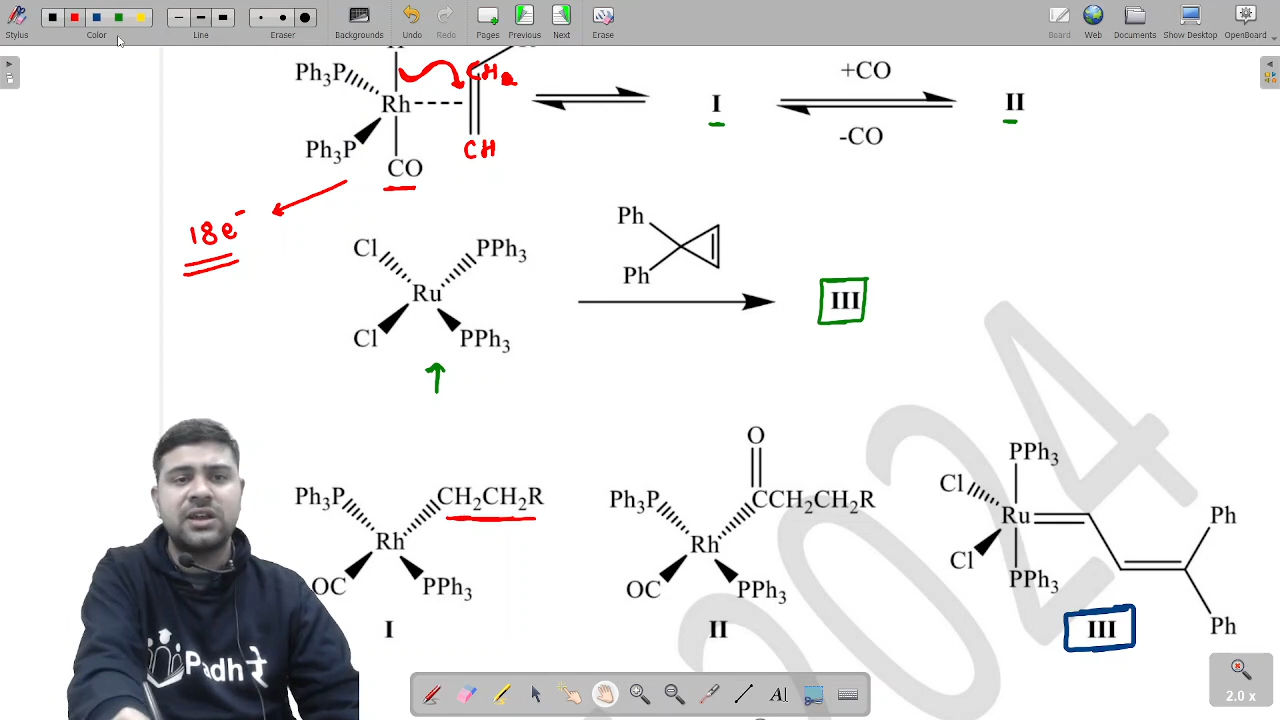 Stylus
Color
Line
Eraser
Backgrounds
Undo
Redo
Pages
Previous
Next
Erase
Board
Web
Documents
Show Desktop
OpenBoard
Ph₃P
CH₂
+CO
Rh
I
II
Ph₃P
CH
-CO
CO
18e⁻
Ph
Cl
PPh₃
Ph
Ru
III
Cl
PPh₃
O
PPh₃
Cl
Ph₃P
CH₂CH₂R
Ph₃P
CCH₂CH₂R
Ru
Ph
Rh
Rh
Cl
PPh₃
OC
PPh₃
OC
PPh₃
I
II
III
Ph
Padhरे
2024
AI
2.0 x